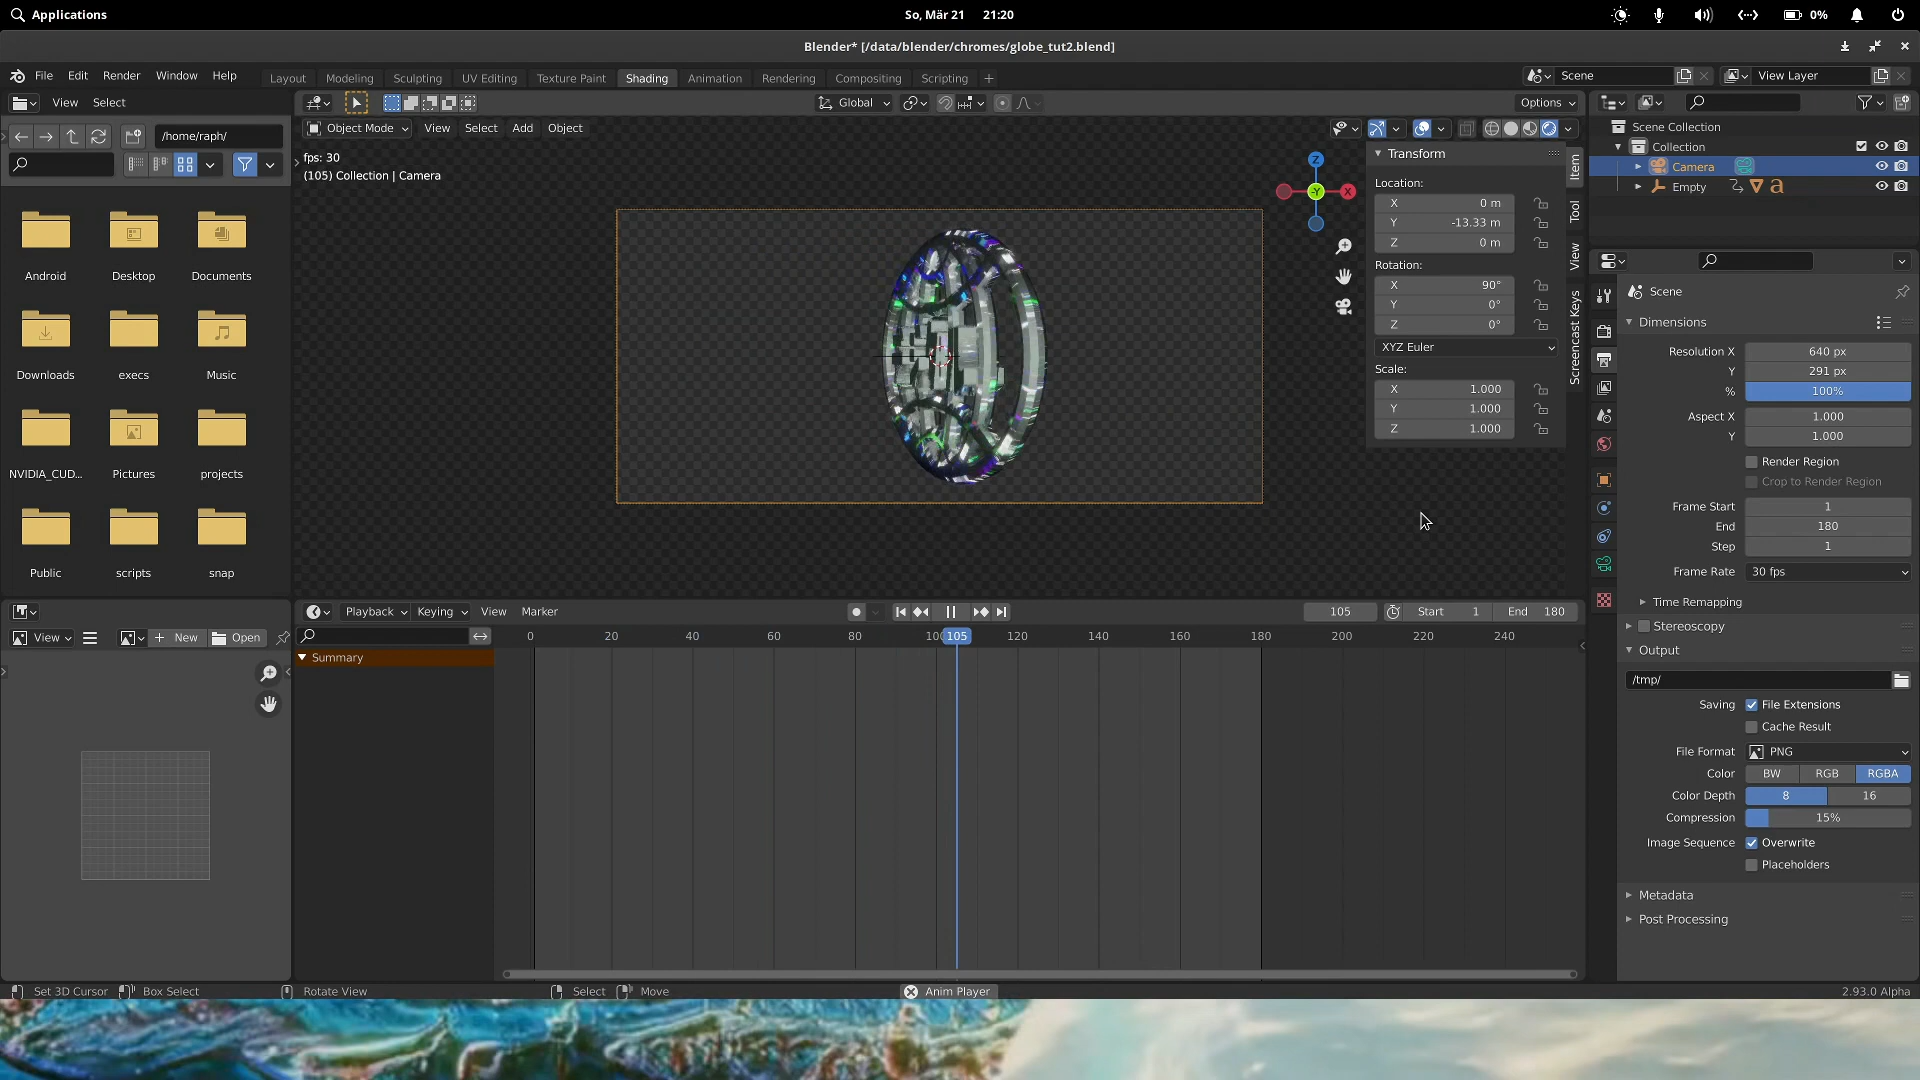 Applications
So, Mär 21 21:20
0%
Blender* [/data/blender/chromes/globe_tut2.blend]
File Edit Render Window Help
Layout Modeling Sculpting UV Editing Texture Paint Shading Animation Rendering Compositing Scripting +
Scene
View Layer
View Select
Global
Options
/home/raph/
Object Mode View Select Add Object
fps: 30
(105) Collection | Camera
Z
-Y
X
Transform
Location:
X 0 m
Y -13.33 m
Z 0 m
Rotation:
X 90°
Y 0°
Z 0°
XYZ Euler
Scale:
X 1.000
Y 1.000
Z 1.000
Item
Tool
View
Screencast Keys
Scene Collection
Collection
Camera
Empty
Android Desktop Documents
Downloads execs Music
NVIDIA_CUD... Pictures projects
Public scripts snap
Scene
Dimensions
Resolution X 640 px
Y 291 px
% 100%
Aspect X 1.000
Y 1.000
Render Region
Crop to Render Region
Frame Start 1
End 180
Step 1
Frame Rate 30 fps
Time Remapping
Stereoscopy
Output
/tmp/
Saving File Extensions
Cache Result
File Format PNG
Color BW RGB RGBA
Color Depth 8 16
Compression 15%
Image Sequence Overwrite
Placeholders
Metadata
Post Processing
Playback Keying View Marker
105
Start 1 End 180
View
New
Open
0 20 40 60 80 100 105 120 140 160 180 200 220 240
Summary
Set 3D Cursor Box Select Rotate View Select Move Anim Player 2.93.0 Alpha